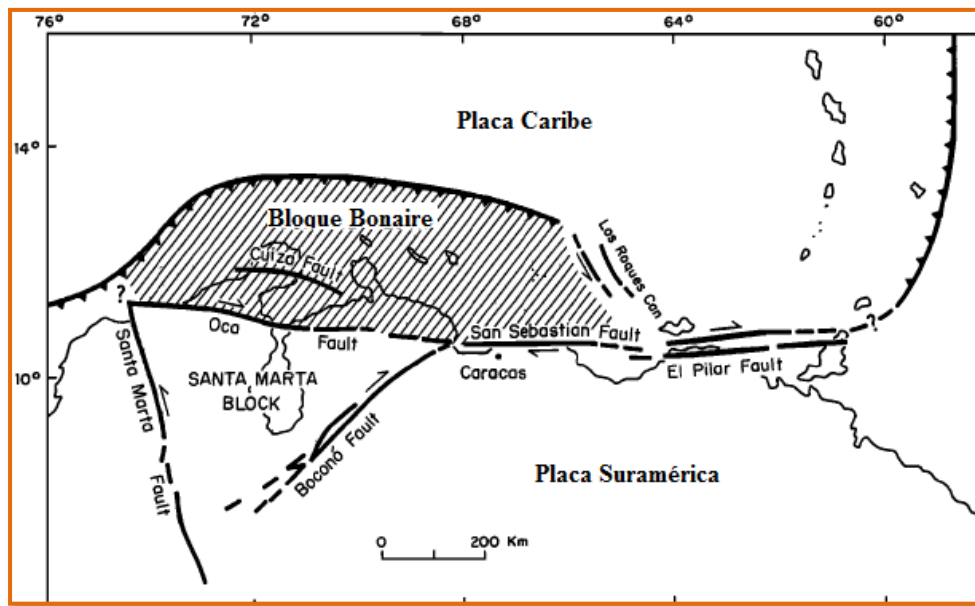 76°
72°
68°
64°
60°
Placa Caribe
14°
Bloque Bonaire
Cuiza Fault
Los Roques Can
?
Oca
Fault
San Sebastian Fault
?
Santa Marta
Fault
SANTA MARTA
BLOCK
Caracas
El Pilar Fault
10°
Boconó Fault
Placa Suramérica
0
200 Km